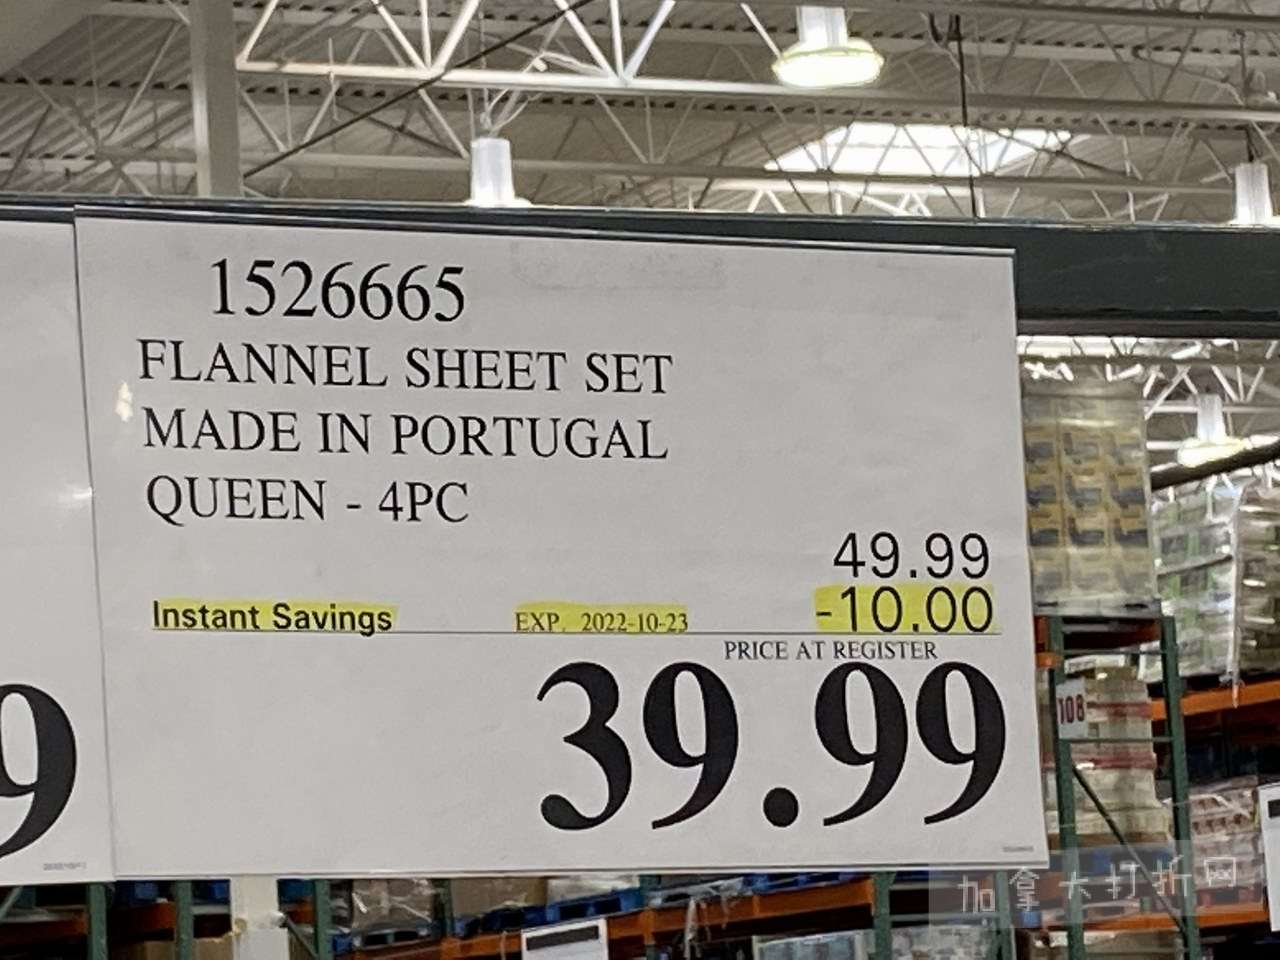 1526665
FLANNEL SHEET SET
MADE IN PORTUGAL
QUEEN - 4PC
49.99
Instant Savings EXP. 2022-10-23 -10.00
PRICE AT REGISTER
39.99
9
108
加拿大打折网